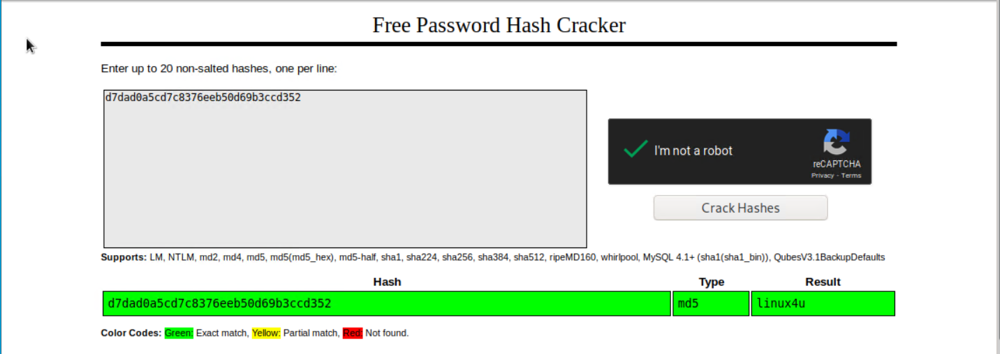 Free Password Hash Cracker
Enter up to 20 non-salted hashes, one per line:
d7dad0a5cd7c8376eeb50d69b3ccd352
I'm not a robot
reCAPTCHA
Privacy - Terms
Crack Hashes
Supports: LM, NTLM, md2, md4, md5, md5(md5_hex), md5-half, sha1, sha224, sha256, sha384, sha512, ripeMD160, whirlpool, MySQL 4.1+ (sha1(sha1_bin)), QubesV3.1BackupDefaults
Hash Type Result
d7dad0a5cd7c8376eeb50d69b3ccd352 md5 linux4u
Color Codes: Green: Exact match, Yellow: Partial match, Red: Not found.